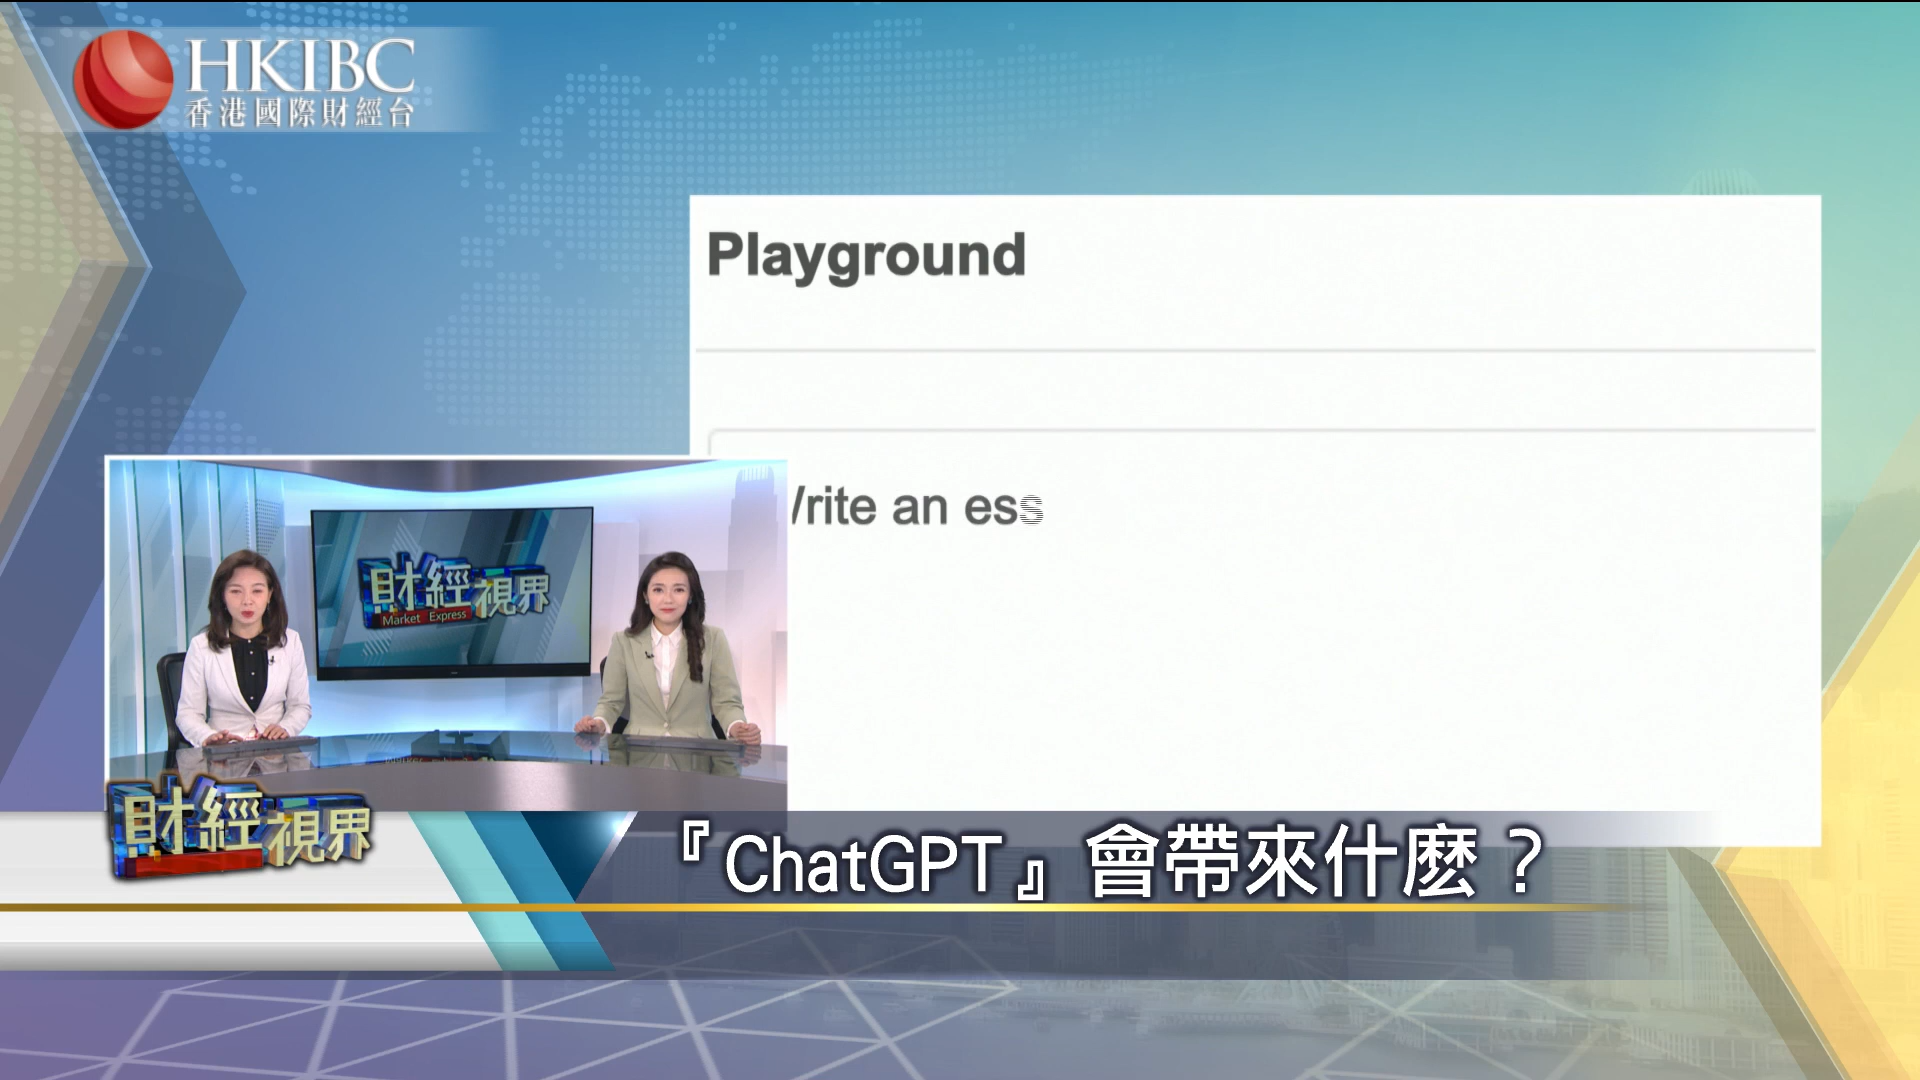 HKIBC
香港國際財經台
Playground
rite an ess
財經視界
Market Express
財經視界
『ChatGPT』會帶來什麽？